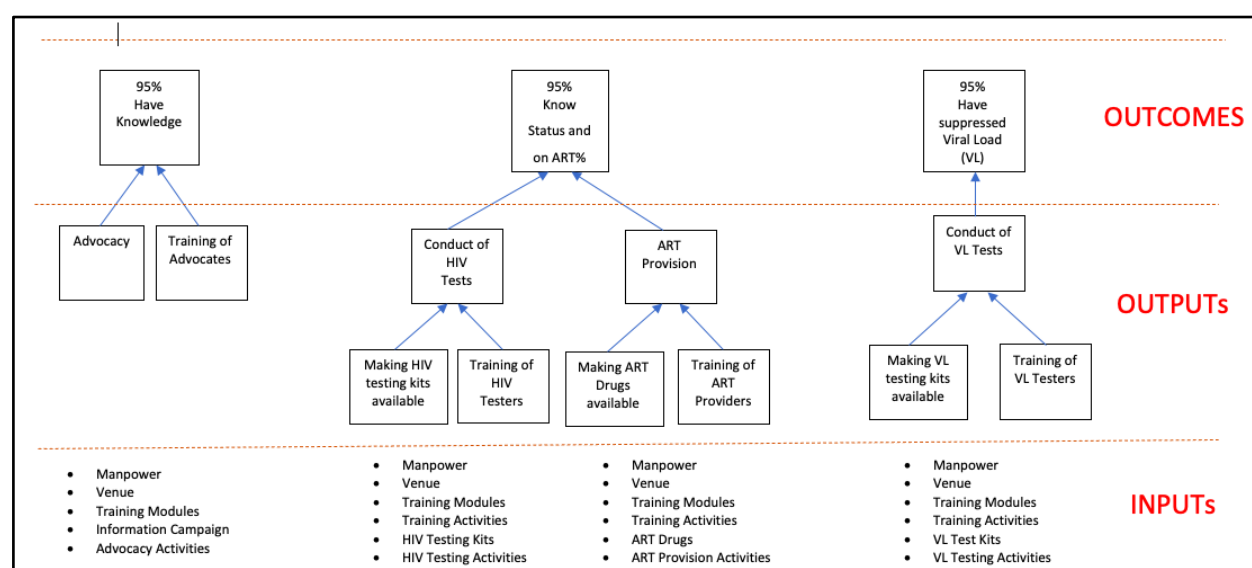 95%
Have
Knowledge
95%
Know
Status and
on ART%
95%
Have
suppressed
Viral Load
(VL)
OUTCOMES
Advocacy
Training of
Advocates
Conduct of
HIV
Tests
ART
Provision
Conduct of
VL Tests
OUTPUTs
Making HIV
testing kits
available
Training of
HIV
Testers
Making ART
Drugs
available
Training of
ART
Providers
Making VL
testing kits
available
Training of
VL Testers
• Manpower
• Venue
• Training Modules
• Information Campaign
• Advocacy Activities
• Manpower
• Venue
• Training Modules
• Training Activities
• HIV Testing Kits
• HIV Testing Activities
• Manpower
• Venue
• Training Modules
• Training Activities
• ART Drugs
• ART Provision Activities
• Manpower
• Venue
• Training Modules
• Training Activities
• VL Test Kits
• VL Testing Activities
INPUTs